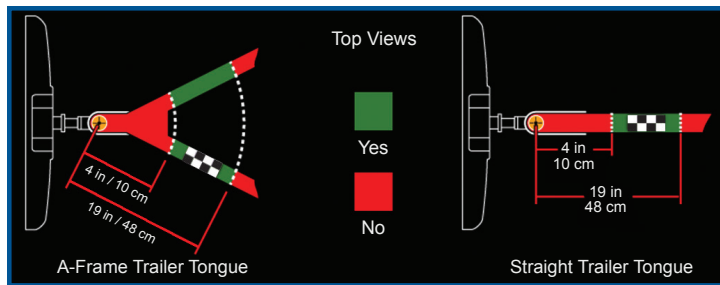 Top Views
Yes
No
4 in / 10 cm
19 in / 48 cm
A-Frame Trailer Tongue
4 in
10 cm
19 in
48 cm
Straight Trailer Tongue